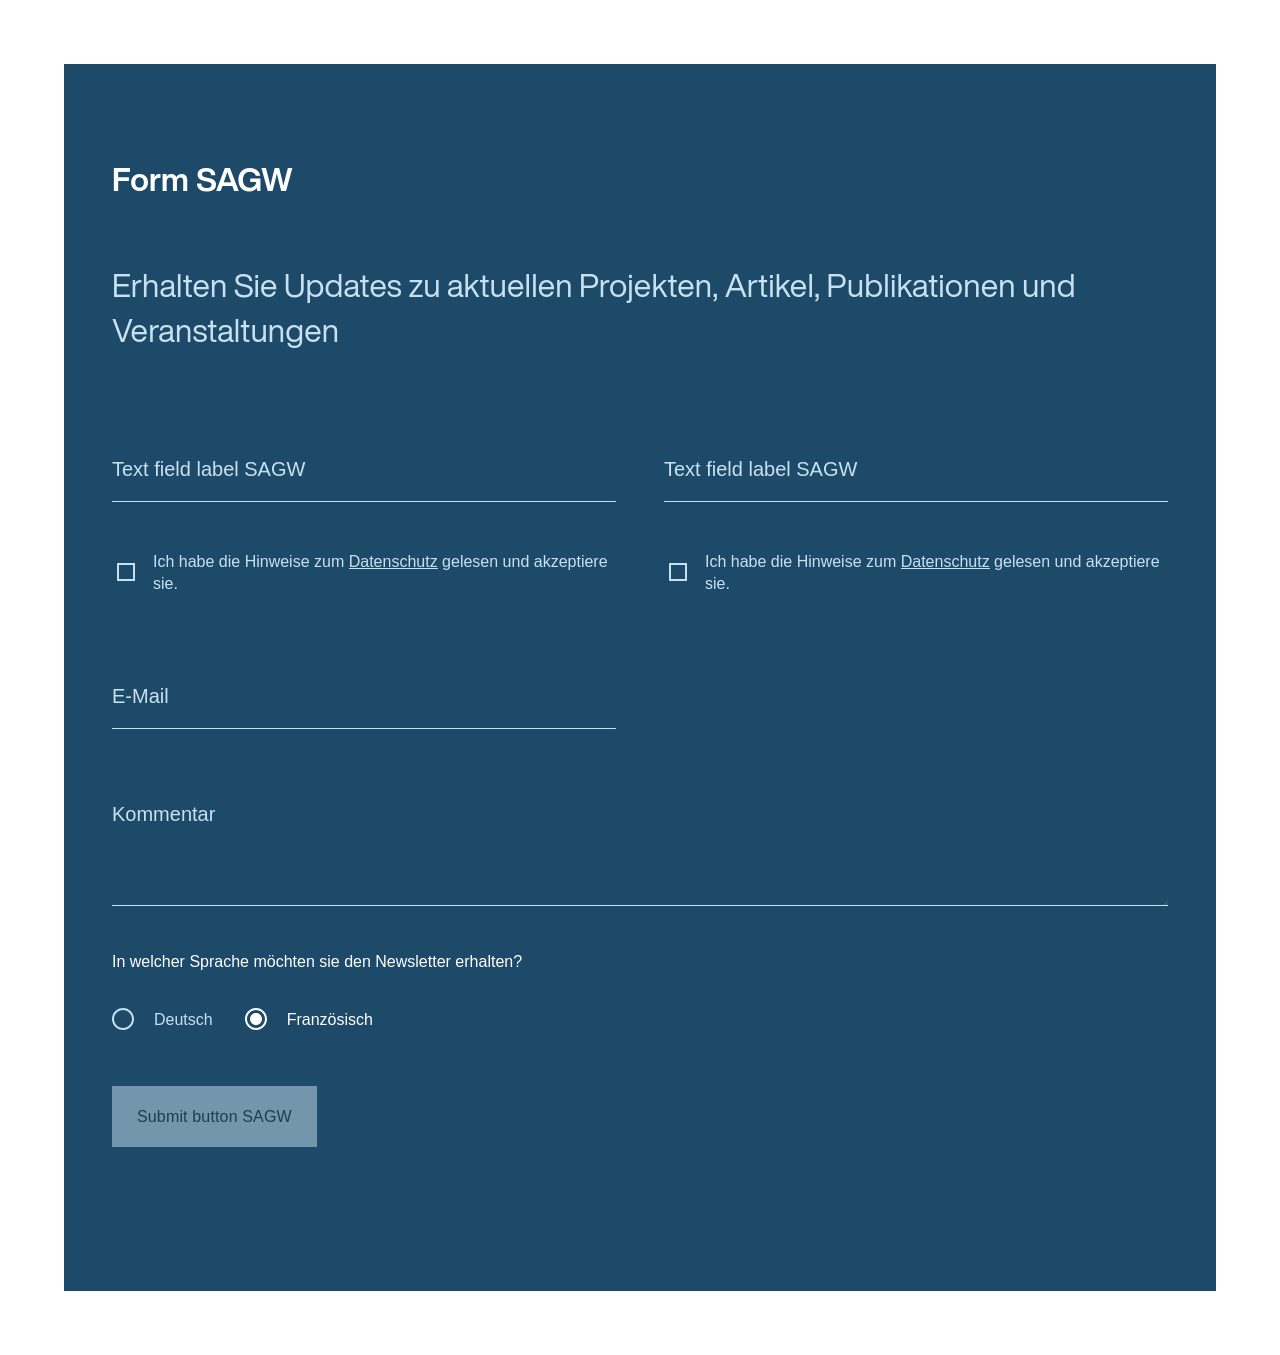 Form SAGW
Erhalten Sie Updates zu aktuellen Projekten, Artikel, Publikationen und
Veranstaltungen
Text field label SAGW
Text field label SAGW
Ich habe die Hinweise zum Datenschutz gelesen und akzeptiere
sie.
Ich habe die Hinweise zum Datenschutz gelesen und akzeptiere
sie.
E-Mail
Kommentar
In welcher Sprache möchten sie den Newsletter erhalten?
Deutsch
Französisch
Submit button SAGW